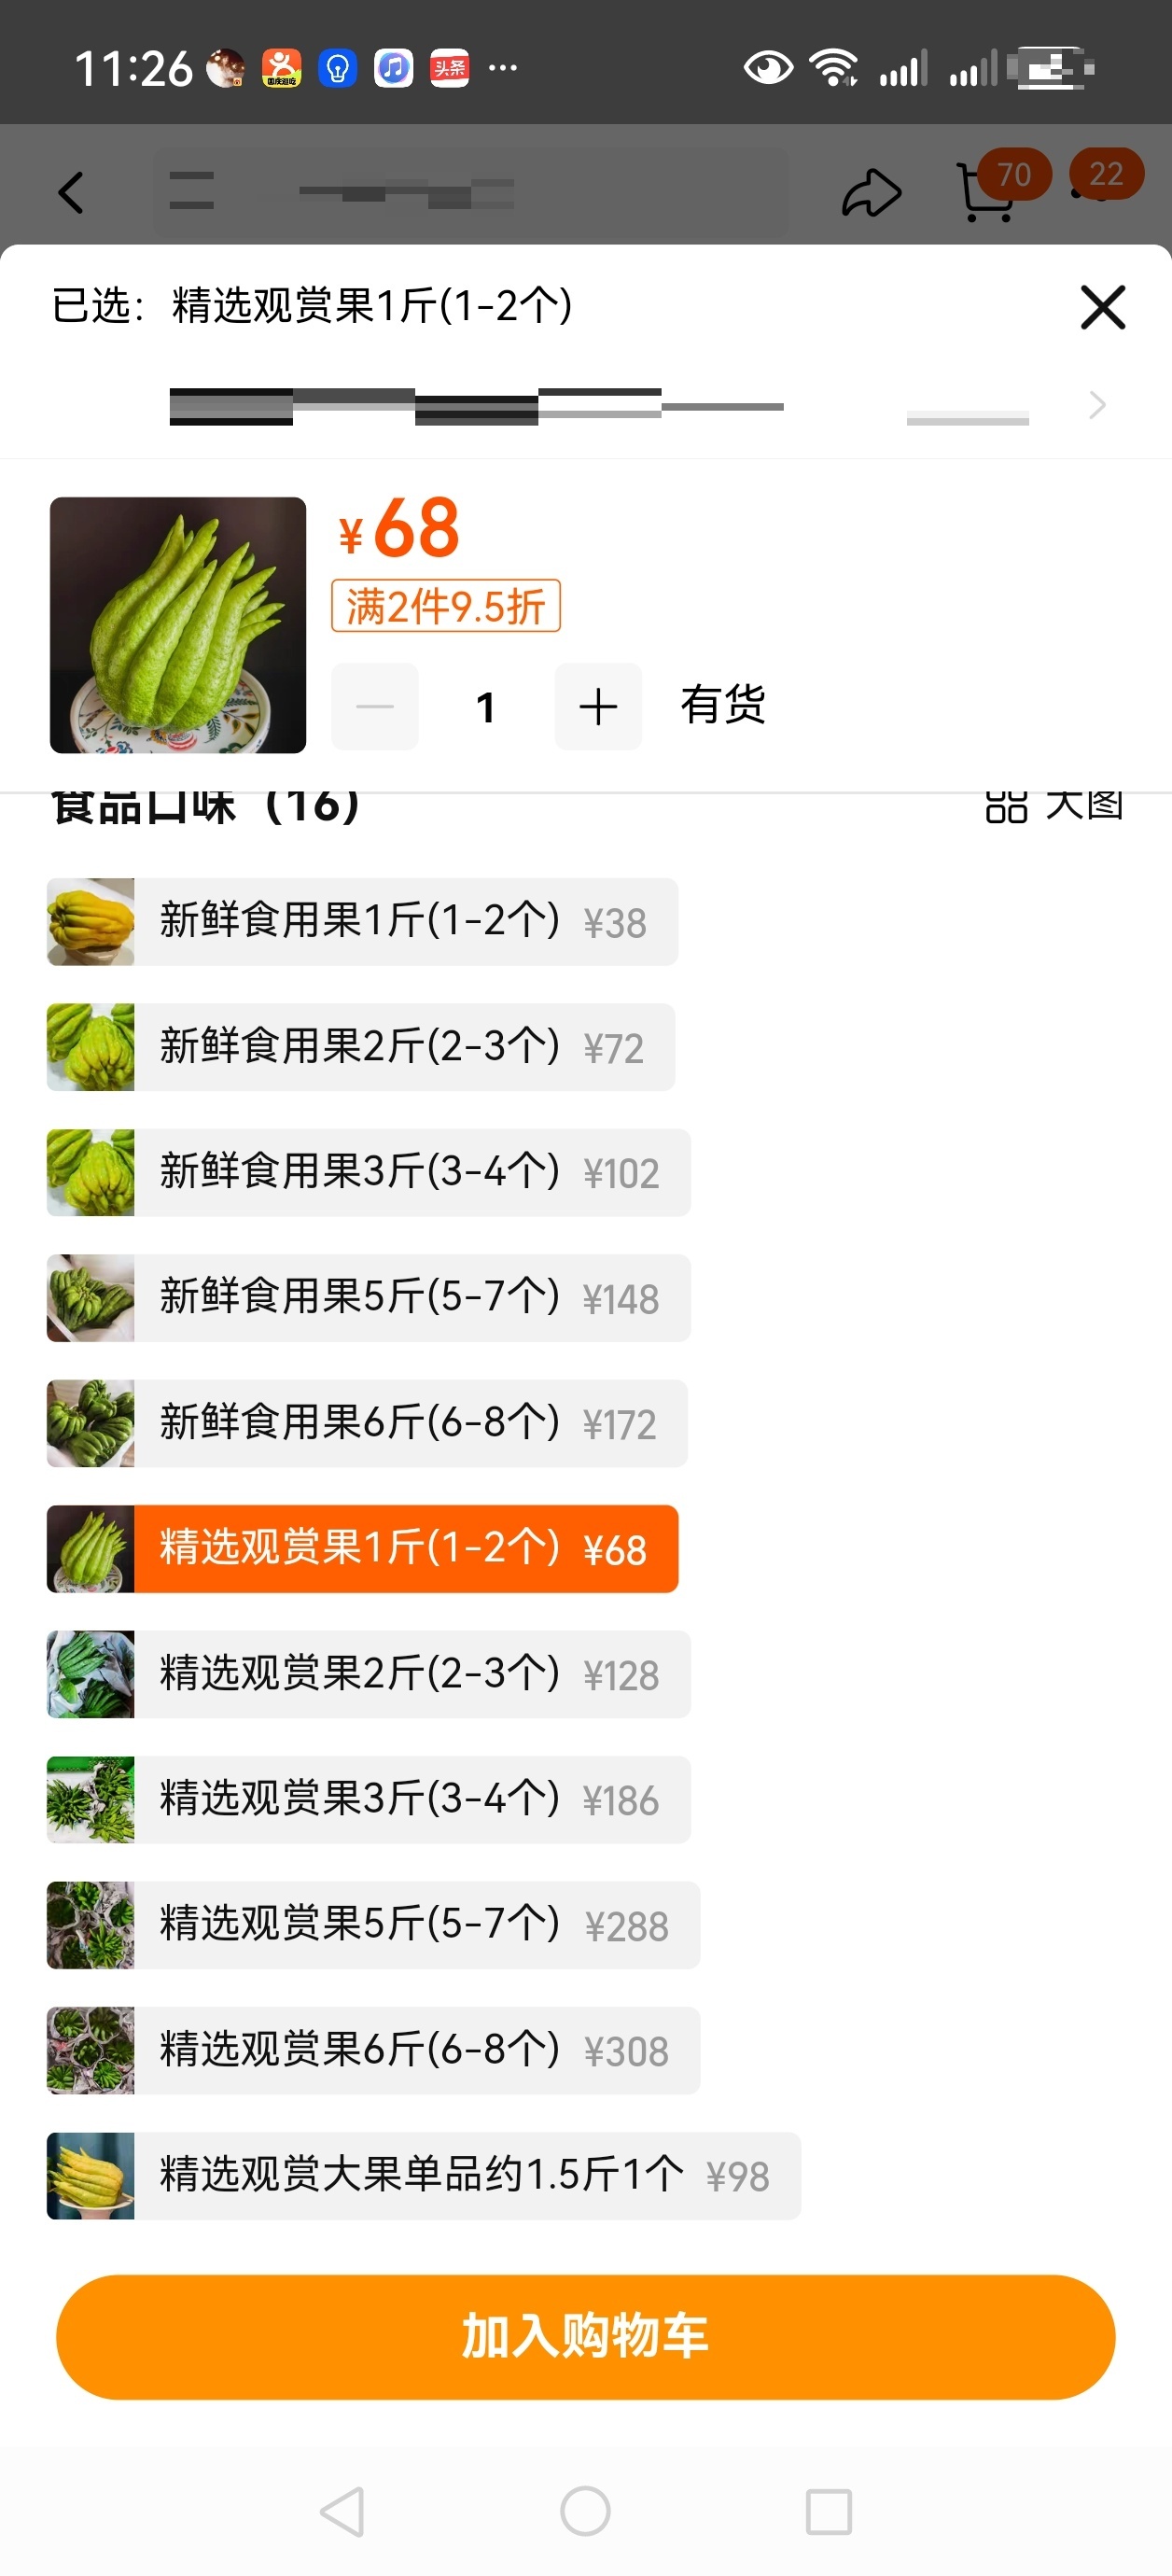 11:26
国庆逛吃
头条
70
22
已选：精选观赏果1斤(1-2个)
¥68
满2件9.5折
1
有货
食品口味（16）
大图
新鲜食用果1斤(1-2个) ¥38
新鲜食用果2斤(2-3个) ¥72
新鲜食用果3斤(3-4个) ¥102
新鲜食用果5斤(5-7个) ¥148
新鲜食用果6斤(6-8个) ¥172
精选观赏果1斤(1-2个) ¥68
精选观赏果2斤(2-3个) ¥128
精选观赏果3斤(3-4个) ¥186
精选观赏果5斤(5-7个) ¥288
精选观赏果6斤(6-8个) ¥308
精选观赏大果单品约1.5斤1个 ¥98
加入购物车